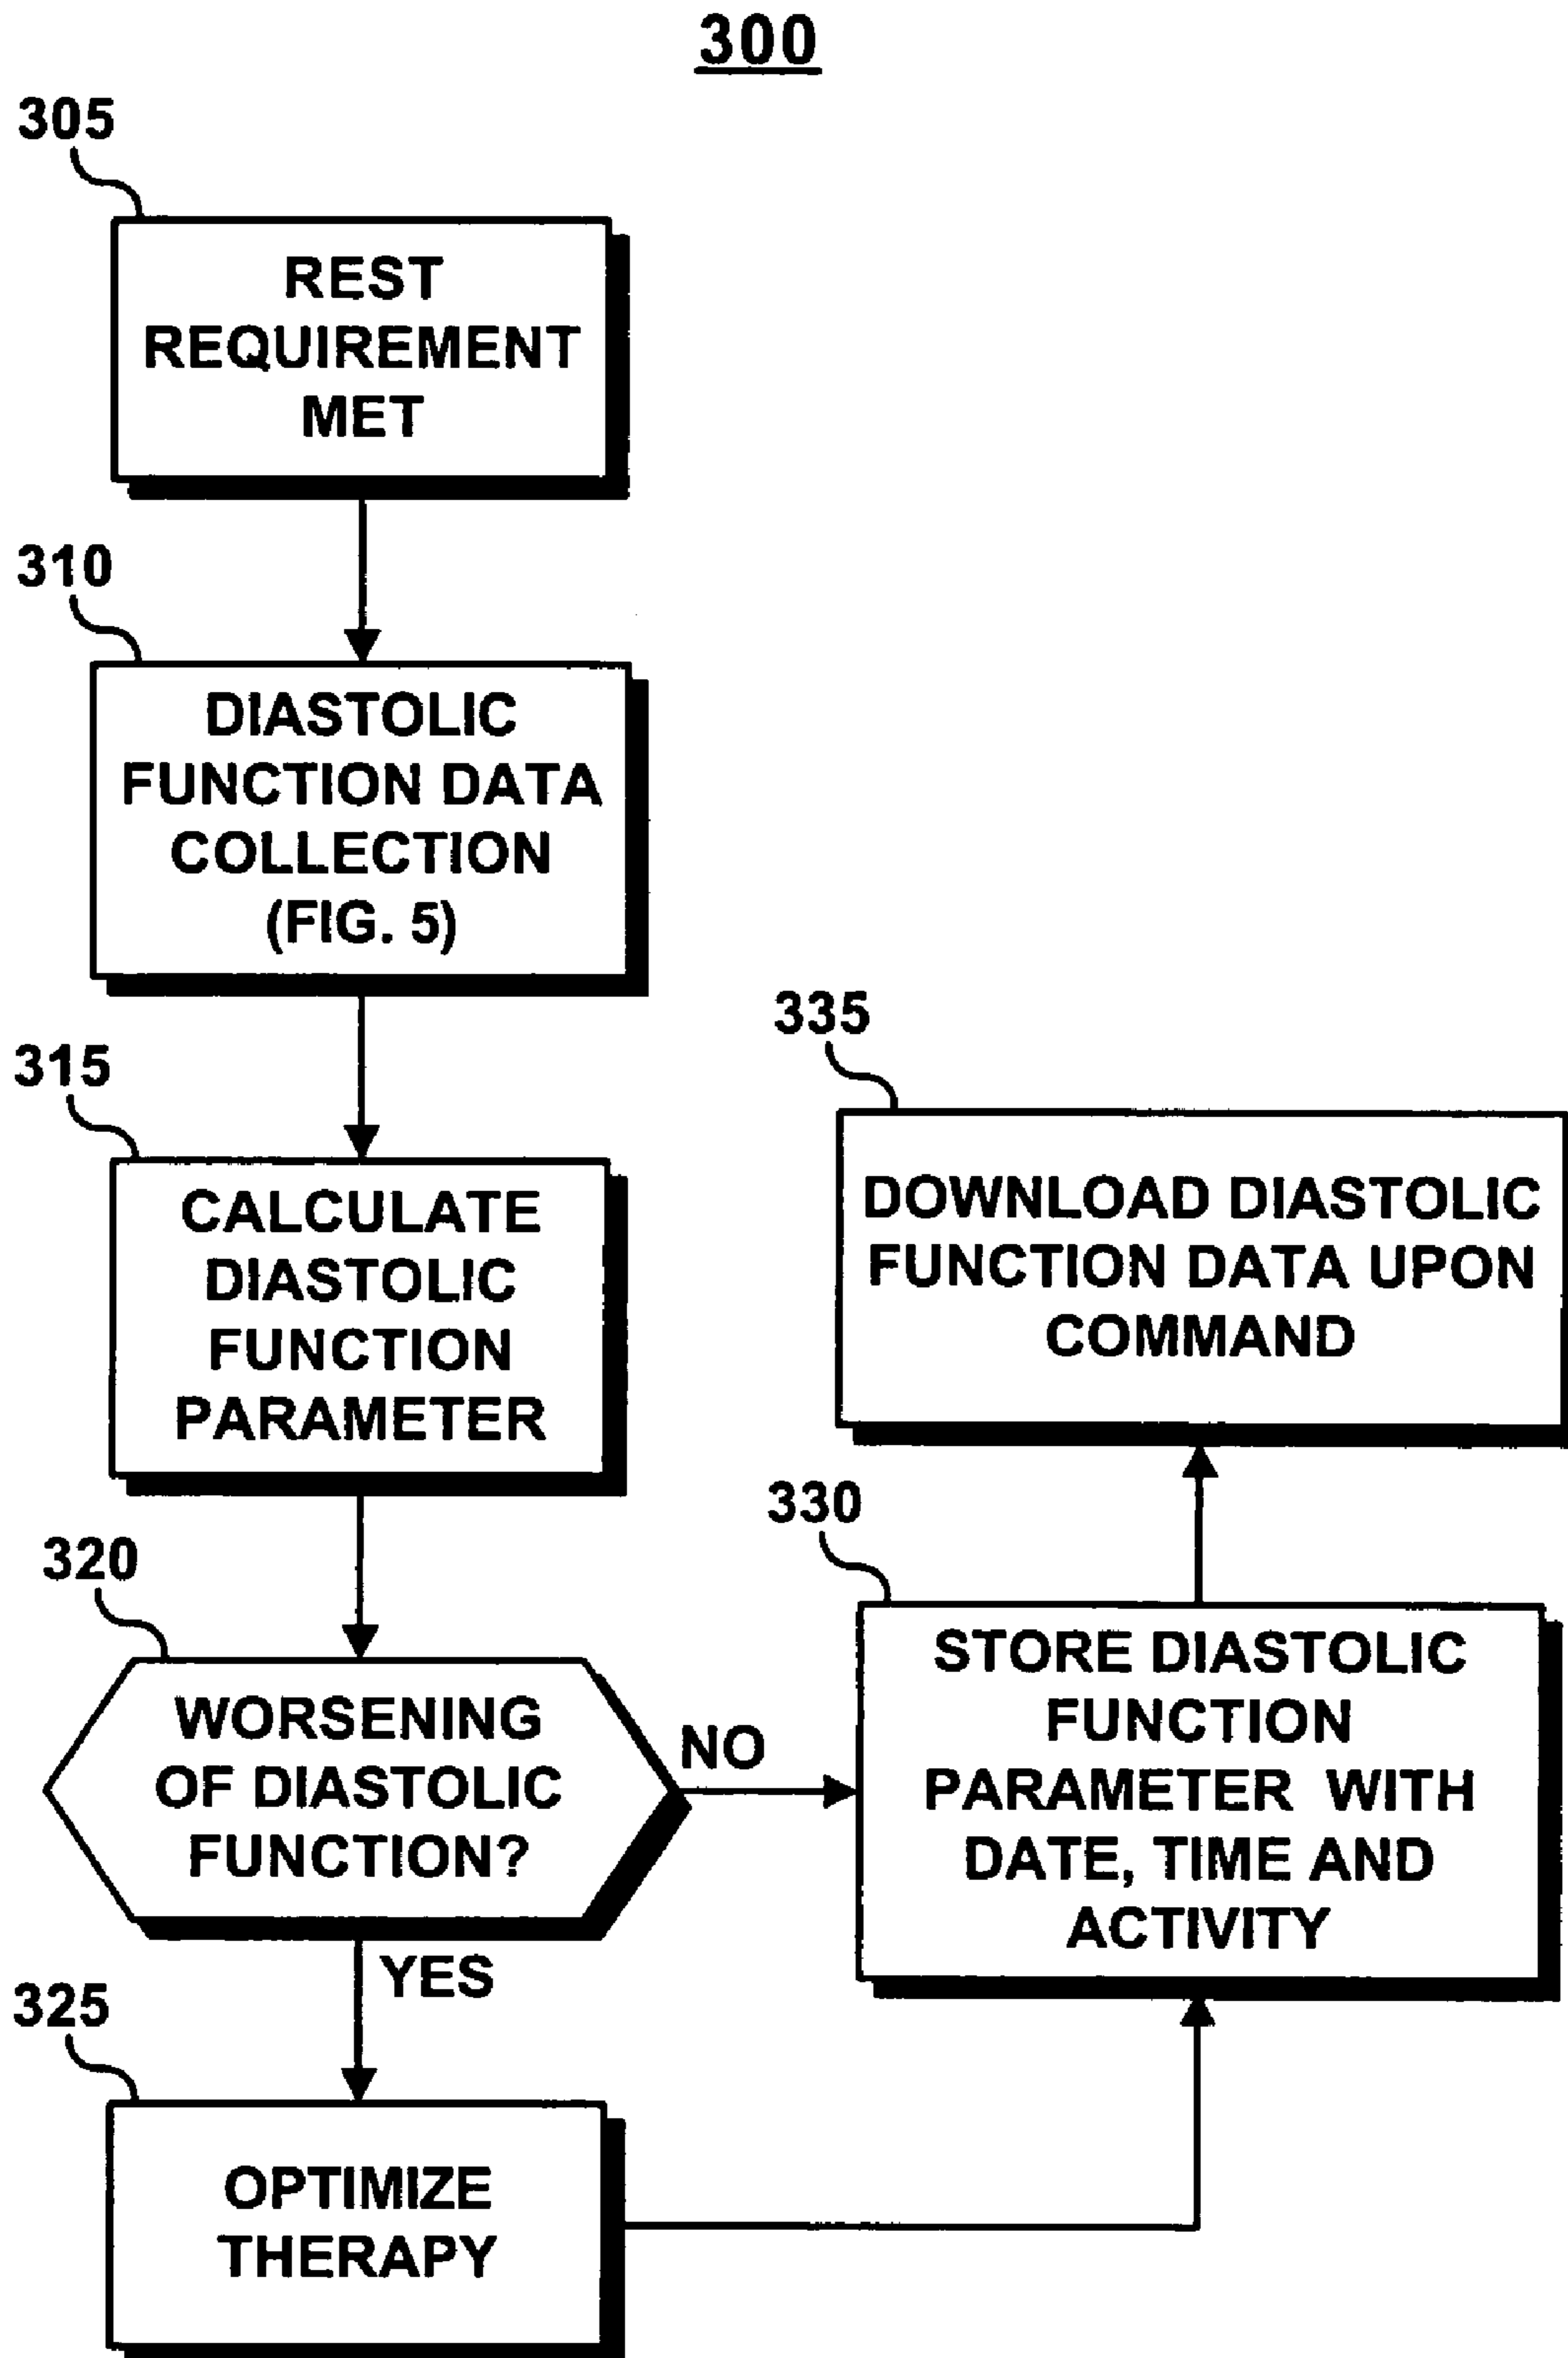 300
305
REST
REQUIREMENT
MET
310
DIASTOLIC
FUNCTION DATA
COLLECTION
(FIG. 5)
315
CALCULATE
DIASTOLIC
FUNCTION
PARAMETER
320
WORSENING
OF DIASTOLIC
FUNCTION?
NO
YES
325
OPTIMIZE
THERAPY
330
STORE DIASTOLIC
FUNCTION
PARAMETER WITH
DATE, TIME AND
ACTIVITY
335
DOWNLOAD DIASTOLIC
FUNCTION DATA UPON
COMMAND